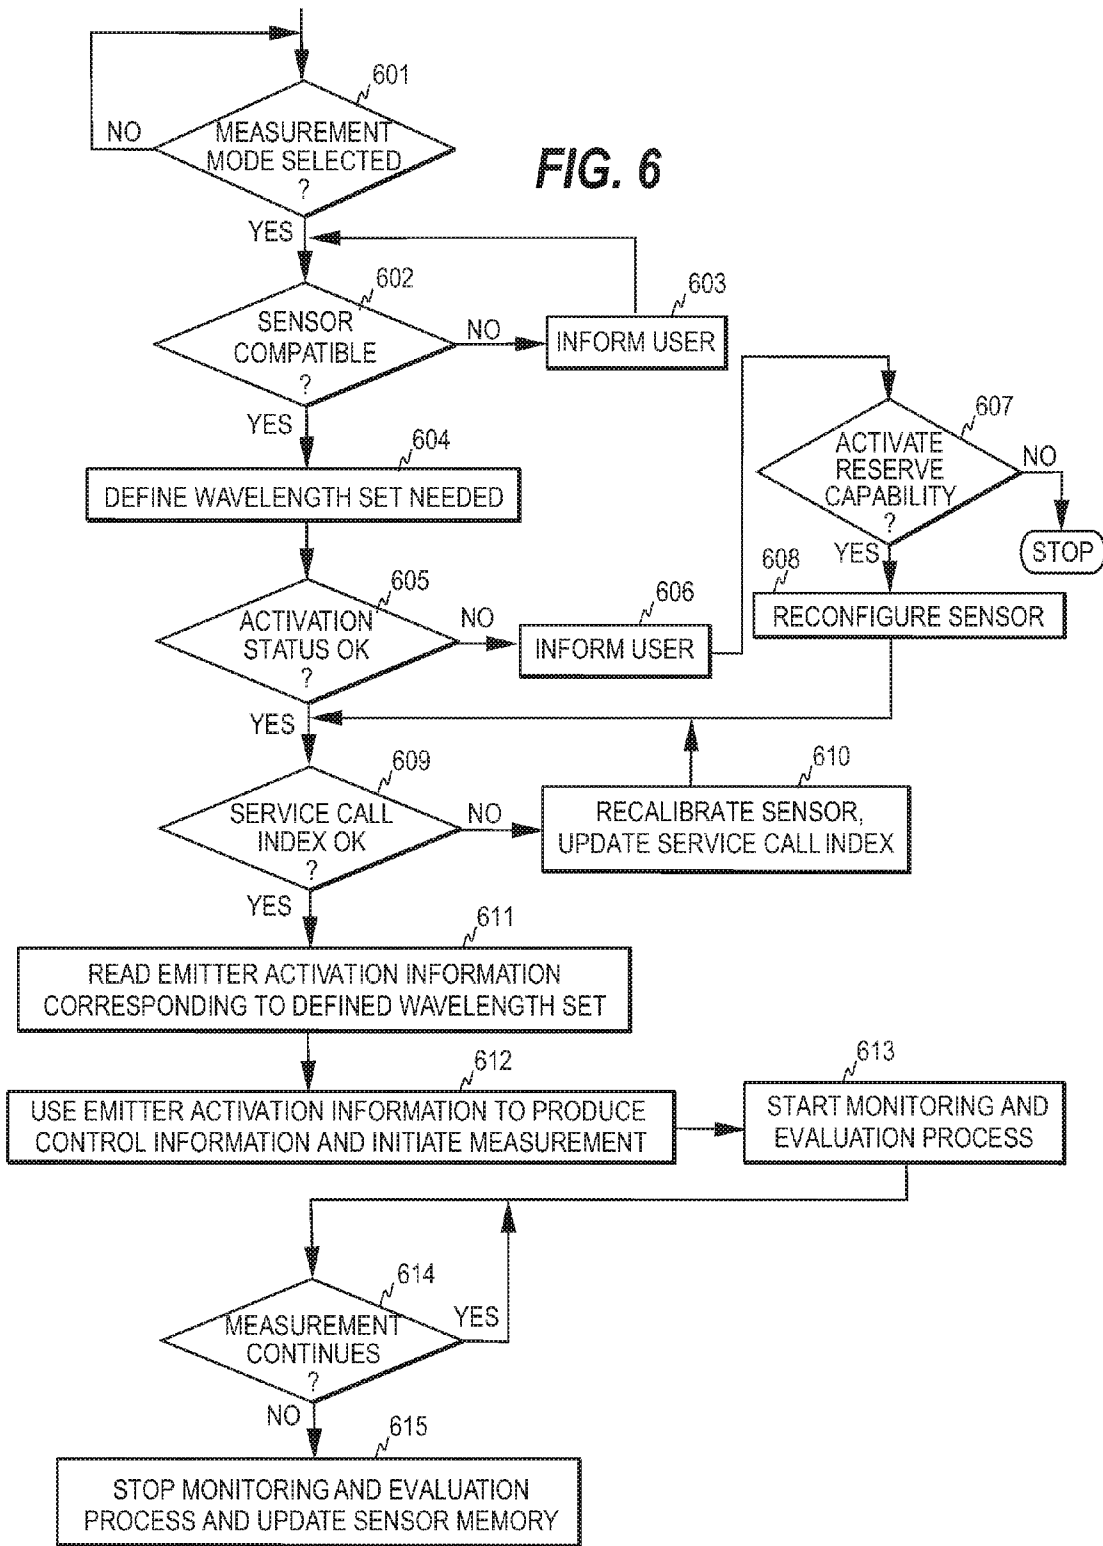 601
NO
MEASUREMENT
MODE SELECTED
?
FIG. 6
YES
602
SENSOR
COMPATIBLE
?
NO
603
INFORM USER
YES
604
DEFINE WAVELENGTH SET NEEDED
607
ACTIVATE
RESERVE
CAPABILITY
?
NO
STOP
YES
608
RECONFIGURE SENSOR
605
ACTIVATION
STATUS OK
?
NO
606
INFORM USER
YES
609
SERVICE CALL
INDEX OK
?
NO
610
RECALIBRATE SENSOR,
UPDATE SERVICE CALL INDEX
YES
611
READ EMITTER ACTIVATION INFORMATION
CORRESPONDING TO DEFINED WAVELENGTH SET
612
USE EMITTER ACTIVATION INFORMATION TO PRODUCE
CONTROL INFORMATION AND INITIATE MEASUREMENT
613
START MONITORING AND
EVALUATION PROCESS
614
MEASUREMENT
CONTINUES
?
YES
NO
615
STOP MONITORING AND EVALUATION
PROCESS AND UPDATE SENSOR MEMORY